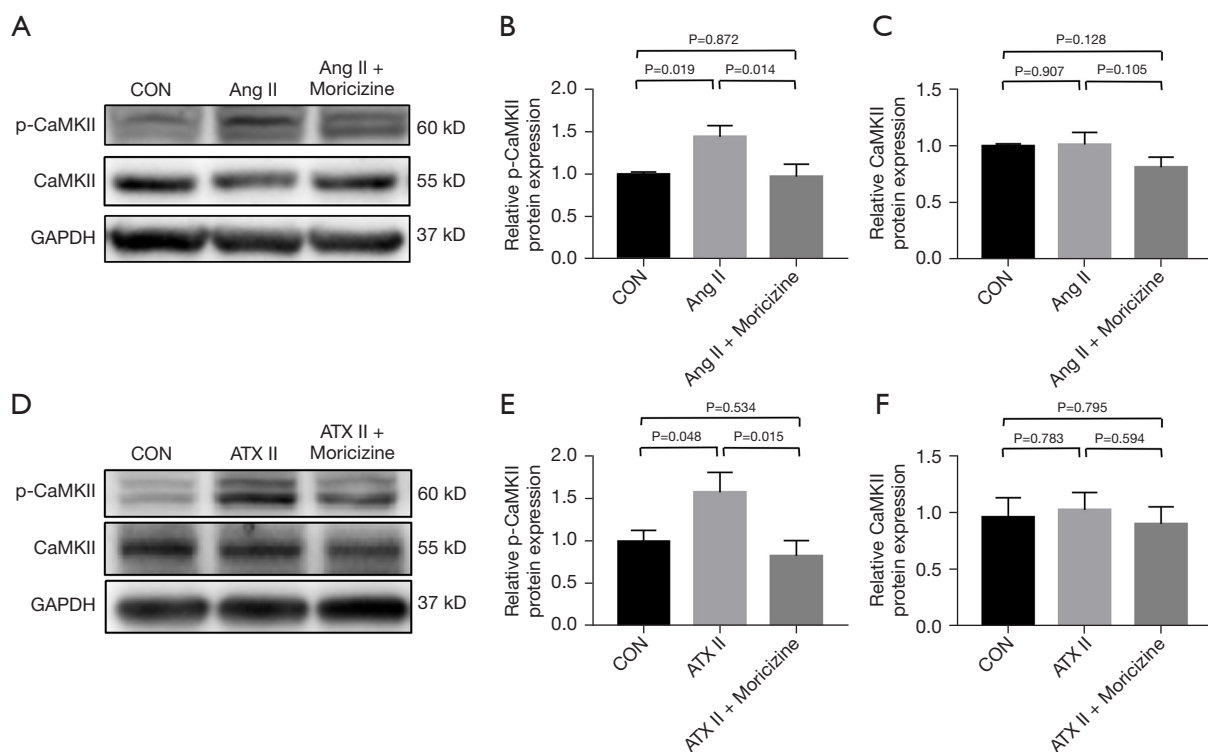 A
CON
Ang II
Ang II +
Moricizine
p-CaMKII
60 kD
CaMKII
55 kD
GAPDH
37 kD
B
P=0.872
P=0.019
P=0.014
Relative p-CaMKII
protein expression
2.0
1.5
1.0
0.5
0.0
CON
Ang II
Ang II + Moricizine
C
P=0.128
P=0.907
P=0.105
Relative CaMKII
protein expression
1.5
1.0
0.5
0.0
CON
Ang II
Ang II + Moricizine
D
CON
ATX II
ATX II +
Moricizine
p-CaMKII
60 kD
CaMKII
55 kD
GAPDH
37 kD
E
P=0.534
P=0.048
P=0.015
Relative p-CaMKII
protein expression
2.0
1.5
1.0
0.5
0.0
CON
ATX II
ATX II + Moricizine
F
P=0.795
P=0.783
P=0.594
Relative CaMKII
protein expression
1.5
1.0
0.5
0.0
CON
ATX II
ATX II + Moricizine